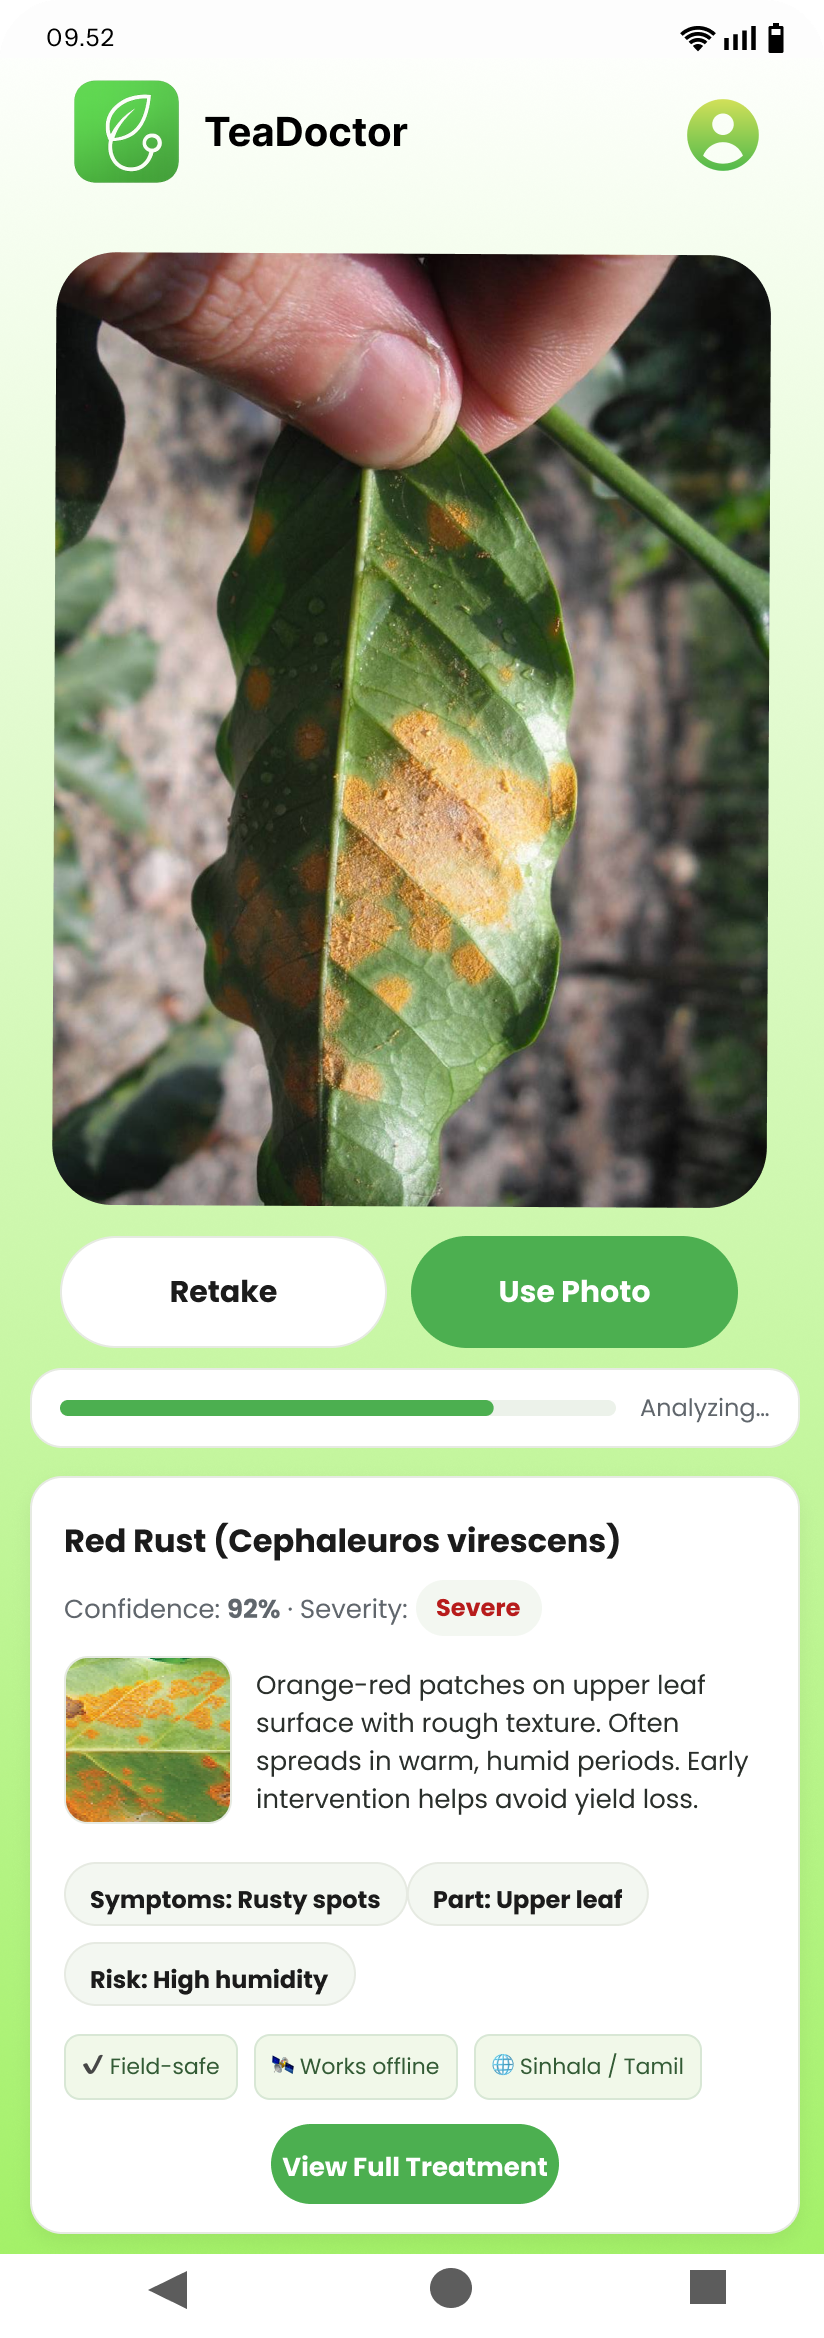 09.52
TeaDoctor
Retake
Use Photo
Analyzing...
Red Rust (Cephaleuros virescens)
Confidence: 92% · Severity: Severe
Orange-red patches on upper leaf
surface with rough texture. Often
spreads in warm, humid periods. Early
intervention helps avoid yield loss.
Symptoms: Rusty spots
Part: Upper leaf
Risk: High humidity
✔ Field-safe
🛰 Works offline
🌐 Sinhala / Tamil
View Full Treatment